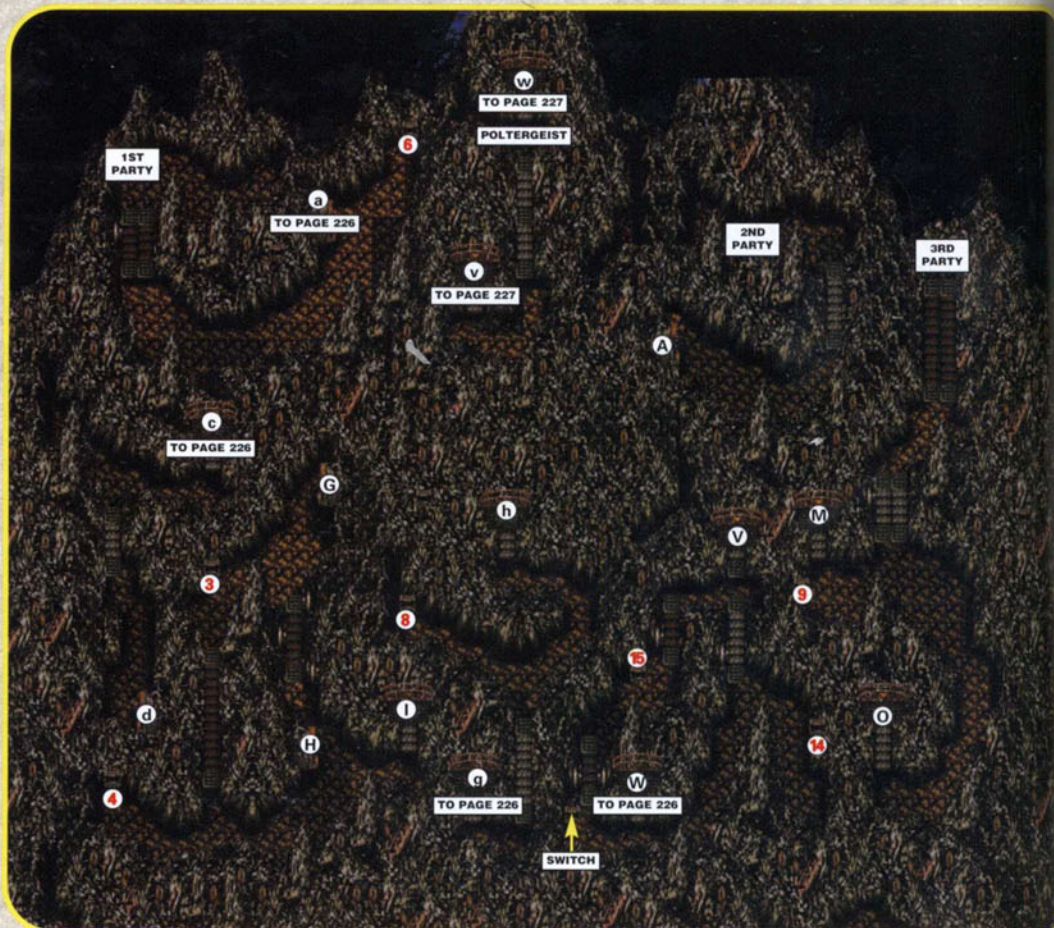 w
TO PAGE 227
POLTERGEIST
6
1ST
PARTY
a
TO PAGE 226
2ND
PARTY
3RD
PARTY
v
TO PAGE 227
A
c
TO PAGE 226
G
h
M
V
3
9
8
15
I
O
d
H
14
g
TO PAGE 226
W
TO PAGE 226
4
SWITCH